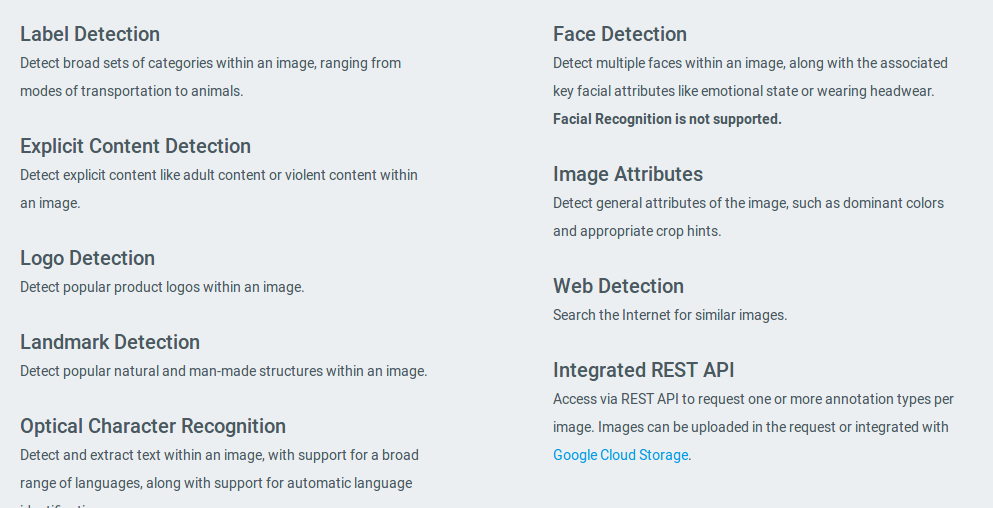 Label Detection
Detect broad sets of categories within an image, ranging from
modes of transportation to animals.
Explicit Content Detection
Detect explicit content like adult content or violent content within
an image.
Logo Detection
Detect popular product logos within an image.
Landmark Detection
Detect popular natural and man-made structures within an image.
Optical Character Recognition
Detect and extract text within an image, with support for a broad
range of languages, along with support for automatic language
Face Detection
Detect multiple faces within an image, along with the associated
key facial attributes like emotional state or wearing headwear.
Facial Recognition is not supported.
Image Attributes
Detect general attributes of the image, such as dominant colors
and appropriate crop hints.
Web Detection
Search the Internet for similar images.
Integrated REST API
Access via REST API to request one or more annotation types per
image. Images can be uploaded in the request or integrated with
Google Cloud Storage.